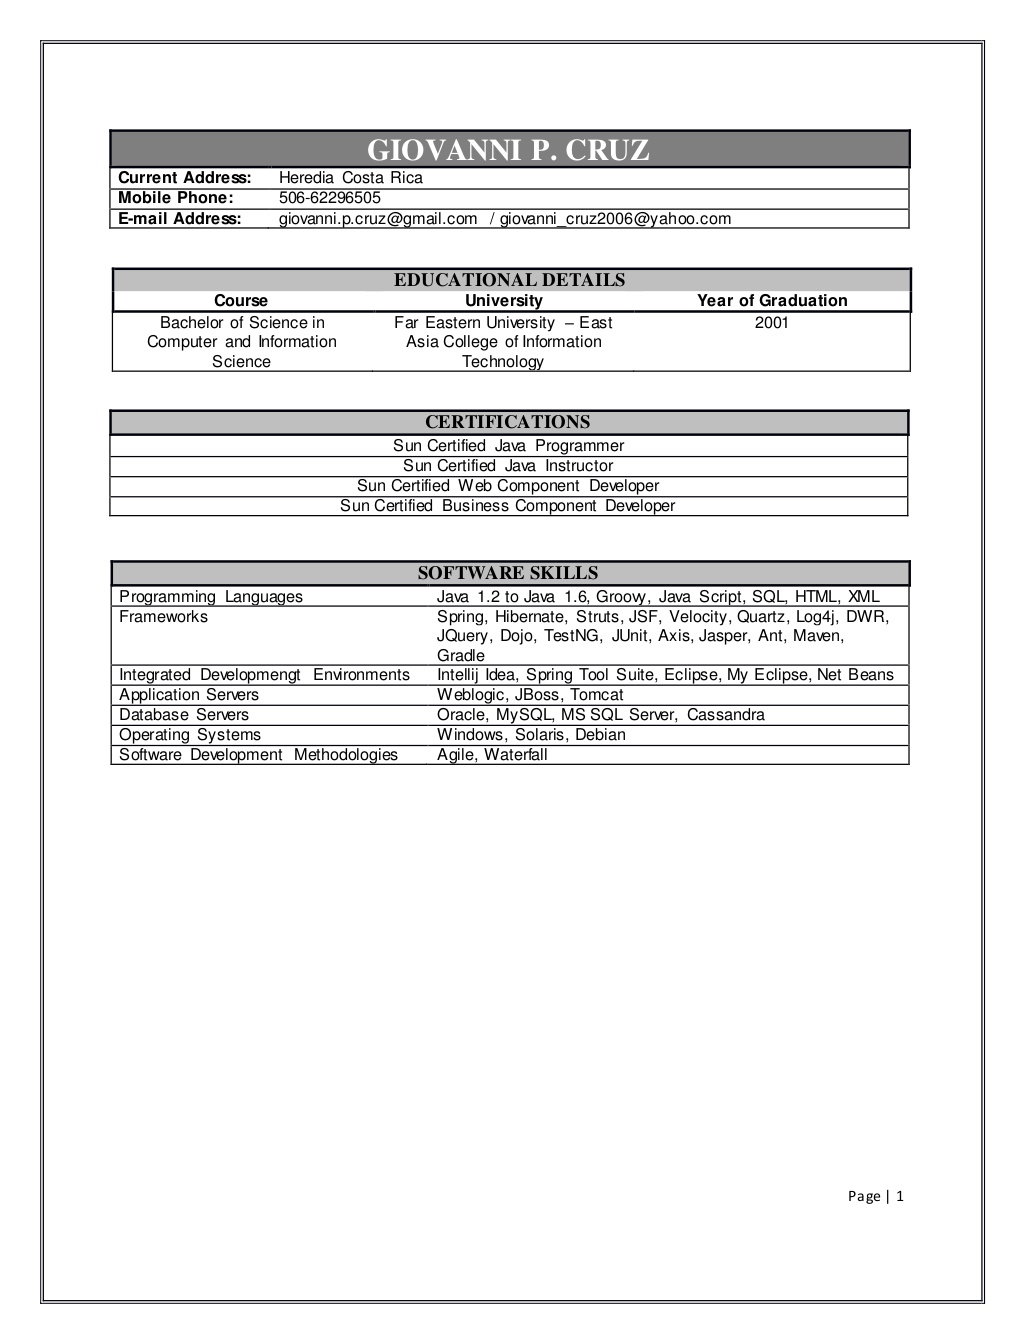 GIOVANNI P. CRUZ
Current Address: Heredia Costa Rica
Mobile Phone: 506-62296505
E-mail Address: giovanni.p.cruz@gmail.com / giovanni_cruz2006@yahoo.com
EDUCATIONAL DETAILS
Course University Year of Graduation
Bachelor of Science in Far Eastern University – East 2001
Computer and Information Asia College of Information
Science Technology
CERTIFICATIONS
Sun Certified Java Programmer
Sun Certified Java Instructor
Sun Certified Web Component Developer
Sun Certified Business Component Developer
SOFTWARE SKILLS
Programming Languages Java 1.2 to Java 1.6, Groovy, Java Script, SQL, HTML, XML
Frameworks Spring, Hibernate, Struts, JSF, Velocity, Quartz, Log4j, DWR,
JQuery, Dojo, TestNG, JUnit, Axis, Jasper, Ant, Maven,
Gradle
Integrated Developmengt Environments Intellij Idea, Spring Tool Suite, Eclipse, My Eclipse, Net Beans
Application Servers Weblogic, JBoss, Tomcat
Database Servers Oracle, MySQL, MS SQL Server, Cassandra
Operating Systems Windows, Solaris, Debian
Software Development Methodologies Agile, Waterfall
Page | 1